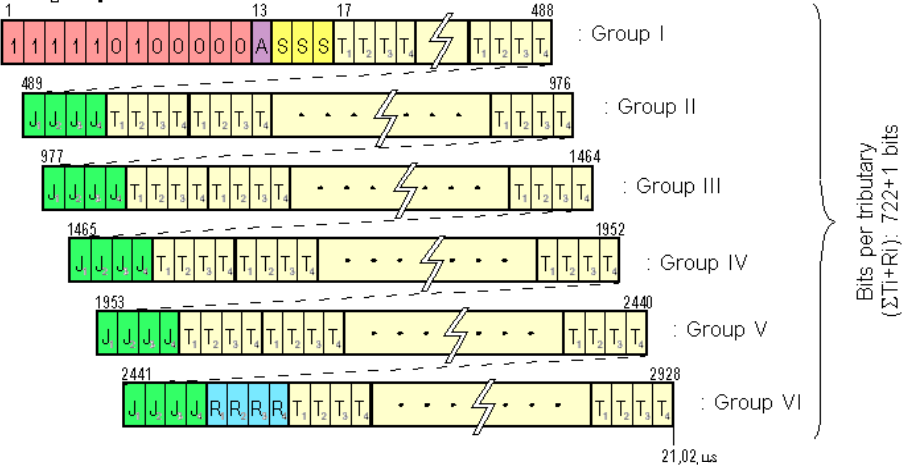 1 13 17 488
1 1 1 1 1 0 1 0 0 0 0 0 A S S S T1 T2 T3 T4 T1 T2 T3 T4 : Group I
489 976
J1 J2 J3 J4 T1 T2 T3 T4 T1 T2 T3 T4 T1 T2 T3 T4 : Group II
977 1464
J1 J2 J3 J4 T1 T2 T3 T4 T1 T2 T3 T4 T1 T2 T3 T4 : Group III
1465 1952
J1 J2 J3 J4 T1 T2 T3 T4 T1 T2 T3 T4 T1 T2 T3 T4 : Group IV
1953 2440
J1 J2 J3 J4 T1 T2 T3 T4 T1 T2 T3 T4 T1 T2 T3 T4 : Group V
2441 2928
J1 J2 J3 J4 R1 R2 R3 R4 T1 T2 T3 T4 T1 T2 T3 T4 : Group VI
21,02, us
Bits per tributary
(ΣTi+Ri): 722+1 bits